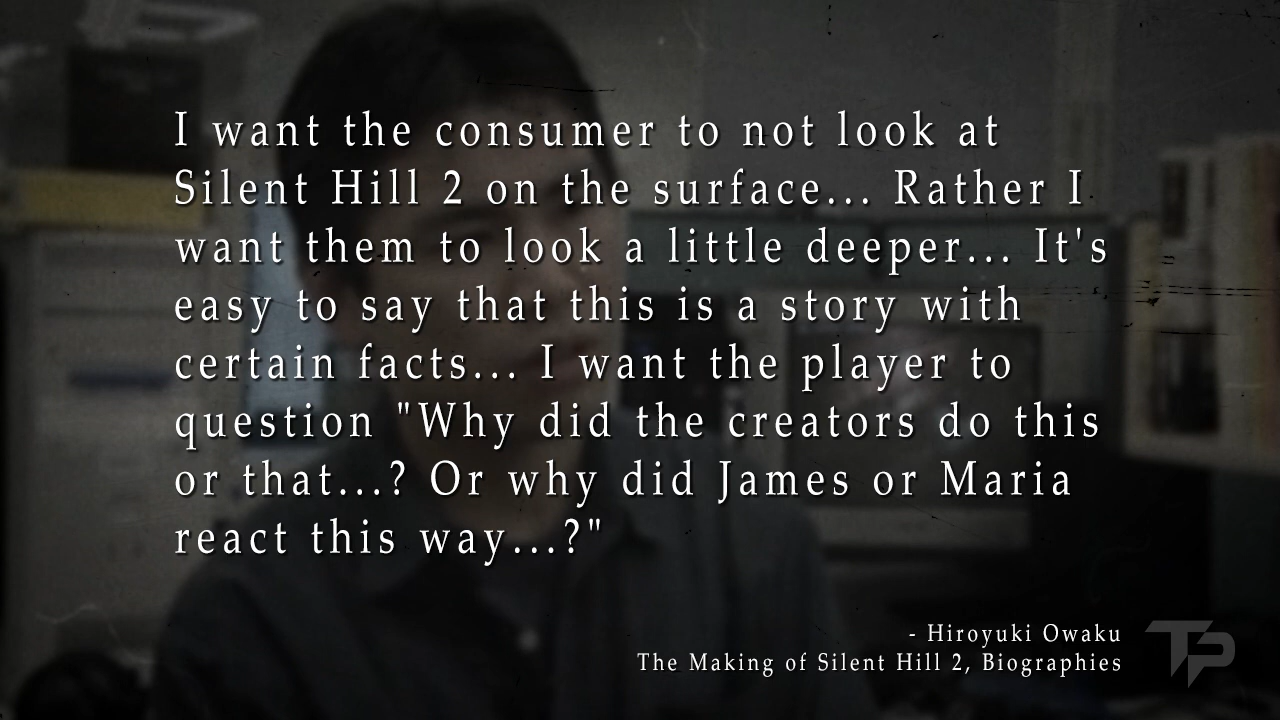 I want the consumer to not look at
Silent Hill 2 on the surface... Rather I
want them to look a little deeper... It's
easy to say that this is a story with
certain facts... I want the player to
question "Why did the creators do this
or that...? Or why did James or Maria
react this way...?"
- Hiroyuki Owaku
The Making of Silent Hill 2, Biographies
TP